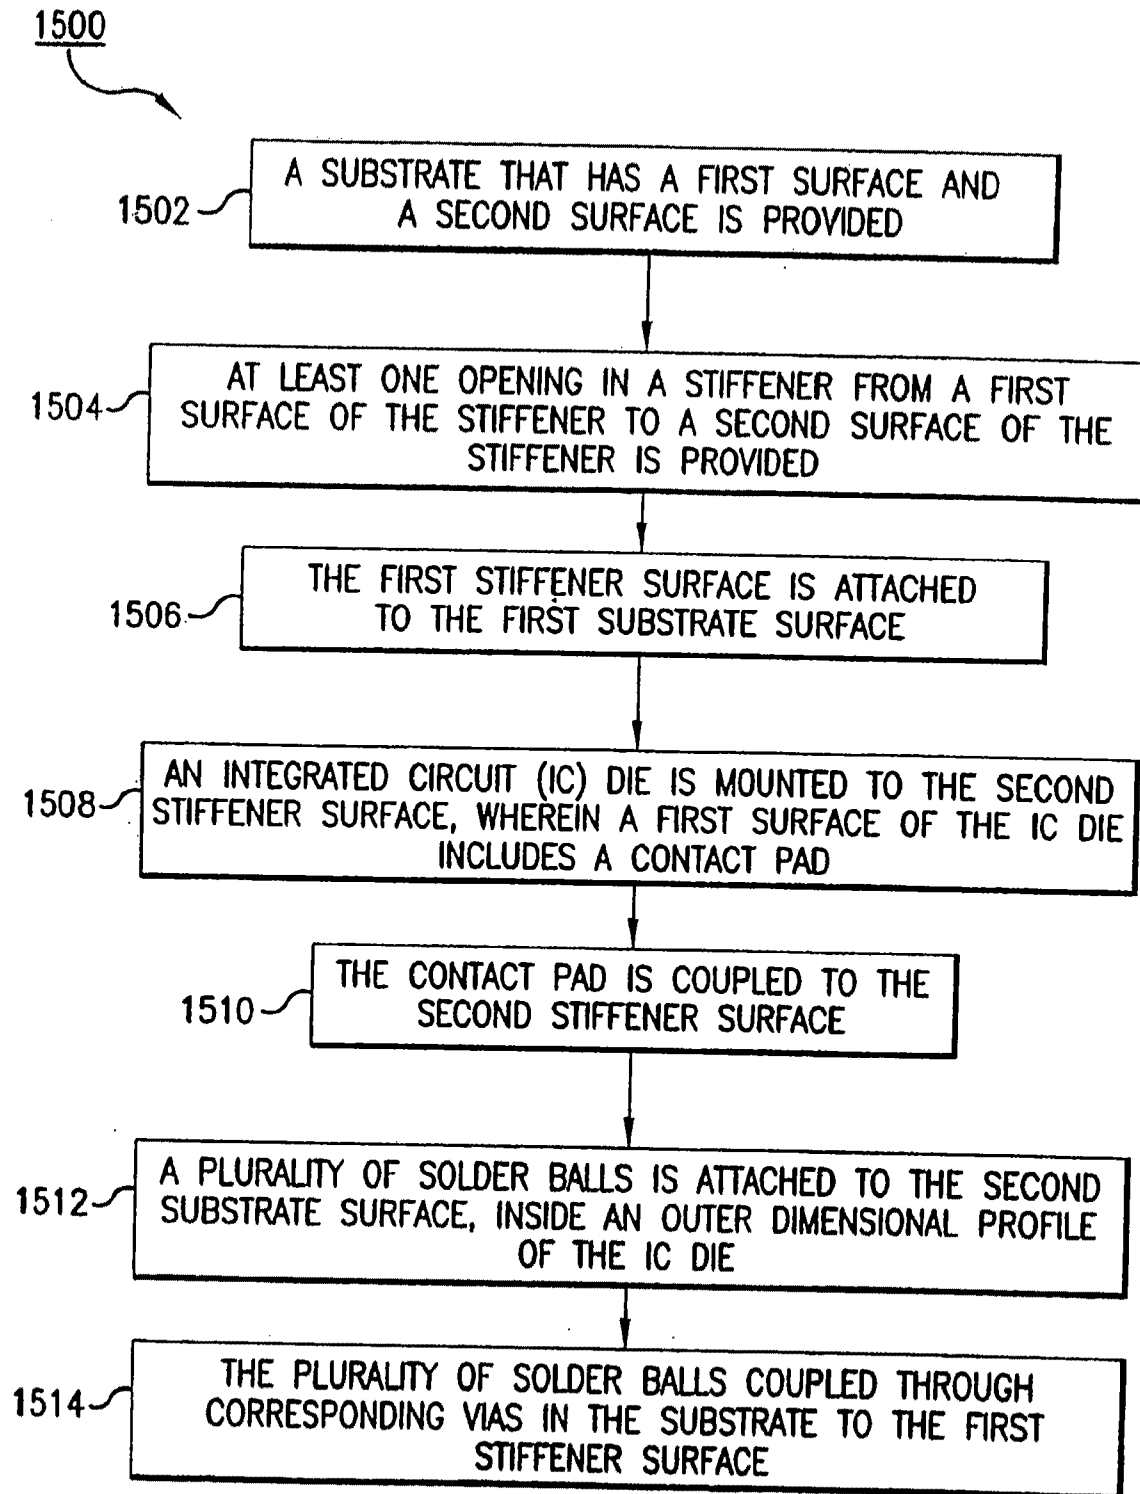 1500
1502
A SUBSTRATE THAT HAS A FIRST SURFACE AND
A SECOND SURFACE IS PROVIDED
1504
AT LEAST ONE OPENING IN A STIFFENER FROM A FIRST
SURFACE OF THE STIFFENER TO A SECOND SURFACE OF THE
STIFFENER IS PROVIDED
1506
THE FIRST STIFFENER SURFACE IS ATTACHED
TO THE FIRST SUBSTRATE SURFACE
1508
AN INTEGRATED CIRCUIT (IC) DIE IS MOUNTED TO THE SECOND
STIFFENER SURFACE, WHEREIN A FIRST SURFACE OF THE IC DIE
INCLUDES A CONTACT PAD
1510
THE CONTACT PAD IS COUPLED TO THE
SECOND STIFFENER SURFACE
1512
A PLURALITY OF SOLDER BALLS IS ATTACHED TO THE SECOND
SUBSTRATE SURFACE, INSIDE AN OUTER DIMENSIONAL PROFILE
OF THE IC DIE
1514
THE PLURALITY OF SOLDER BALLS COUPLED THROUGH
CORRESPONDING VIAS IN THE SUBSTRATE TO THE FIRST
STIFFENER SURFACE